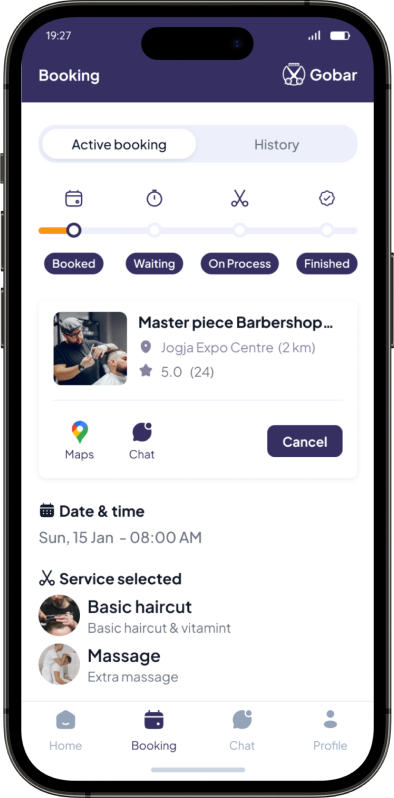 19:27
Booking
Gobar
Active booking
History
Booked
Waiting
On Process
Finished
Master piece Barbershop...
Jogja Expo Centre (2 km)
5.0 (24)
Maps
Chat
Cancel
Date & time
Sun, 15 Jan - 08:00 AM
Service selected
Basic haircut
Basic haircut & vitamint
Massage
Extra massage
Home
Booking
Chat
Profile